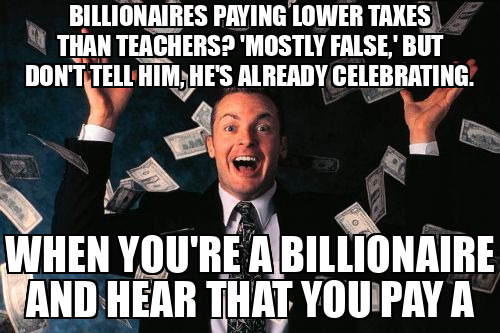 BILLIONAIRES PAYING LOWER TAXES
THAN TEACHERS? 'MOSTLY FALSE,' BUT
DON'T TELL HIM, HE'S ALREADY CELEBRATING.
WHEN YOU'RE A BILLIONAIRE
AND HEAR THAT YOU PAY A